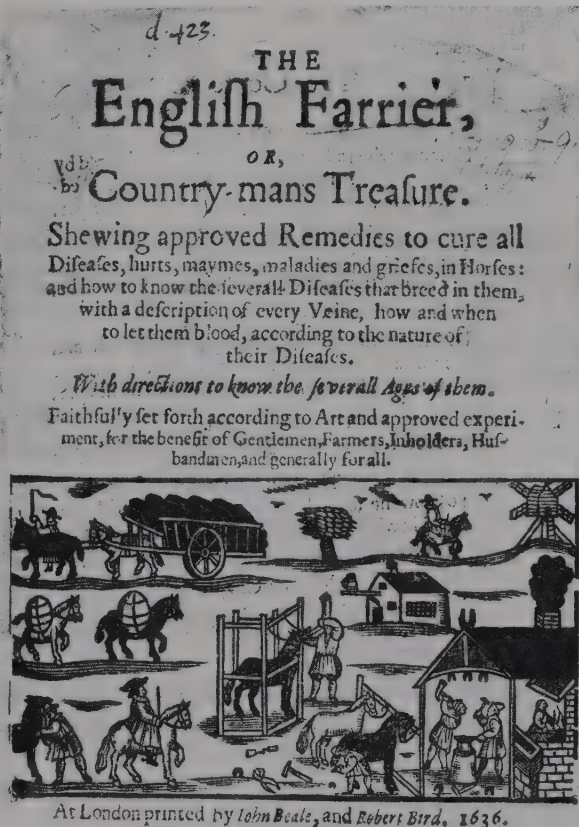 d. 423.
THE
Engliſh Farrier,
OR,
Country-mans Treaſure.
Shewing approved Remedies to cure all
Diſeaſes, hurts, maymes, maladies and griefes, in Horſes:
and how to know the ſeverall Diſeaſes that breed in them,
with a deſcription of every Veine, how and when
to let them blood, according to the nature of
their Diſeaſes.
With directions to know the ſeverall Ages of them.
Faithfully ſet forth according to Art and approved experi-
ment, for the benefit of Gentlemen, Farmers, Inholders, Huſ-
bandmen, and generally for all.
At London printed by Iohn Beale, and Robert Bird, 1636.